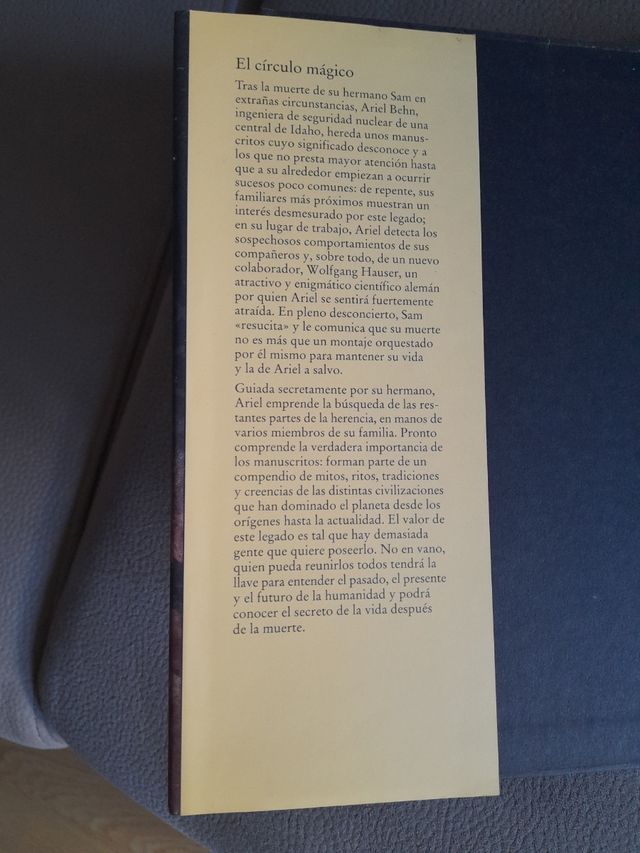 El círculo mágico
Tras la muerte de su hermano Sam en
extrañas circunstancias, Ariel Behn,
ingeniera de seguridad nuclear de una
central de Idaho, hereda unos manus-
critos cuyo significado desconoce y a
los que no presta mayor atención hasta
que a su alrededor empiezan a ocurrir
sucesos poco comunes: de repente, sus
familiares más próximos muestran un
interés desmesurado por este legado;
en su lugar de trabajo, Ariel detecta los
sospechosos comportamientos de sus
compañeros y, sobre todo, de un nuevo
colaborador, Wolfgang Hauser, un
atractivo y enigmático científico alemán
por quien Ariel se sentirá fuertemente
atraída. En pleno desconcierto, Sam
«resucita» y le comunica que su muerte
no es más que un montaje orquestado
por él mismo para mantener su vida
y la de Ariel a salvo.
Guiada secretamente por su hermano,
Ariel emprende la búsqueda de las res-
tantes partes de la herencia, en manos de
varios miembros de su familia. Pronto
comprende la verdadera importancia de
los manuscritos: forman parte de un
compendio de mitos, ritos, tradiciones
y creencias de las distintas civilizaciones
que han dominado el planeta desde los
orígenes hasta la actualidad. El valor de
este legado es tal que hay demasiada
gente que quiere poseerlo. No en vano,
quien pueda reunirlos todos tendrá la
llave para entender el pasado, el presente
y el futuro de la humanidad y podrá
conocer el secreto de la vida después
de la muerte.